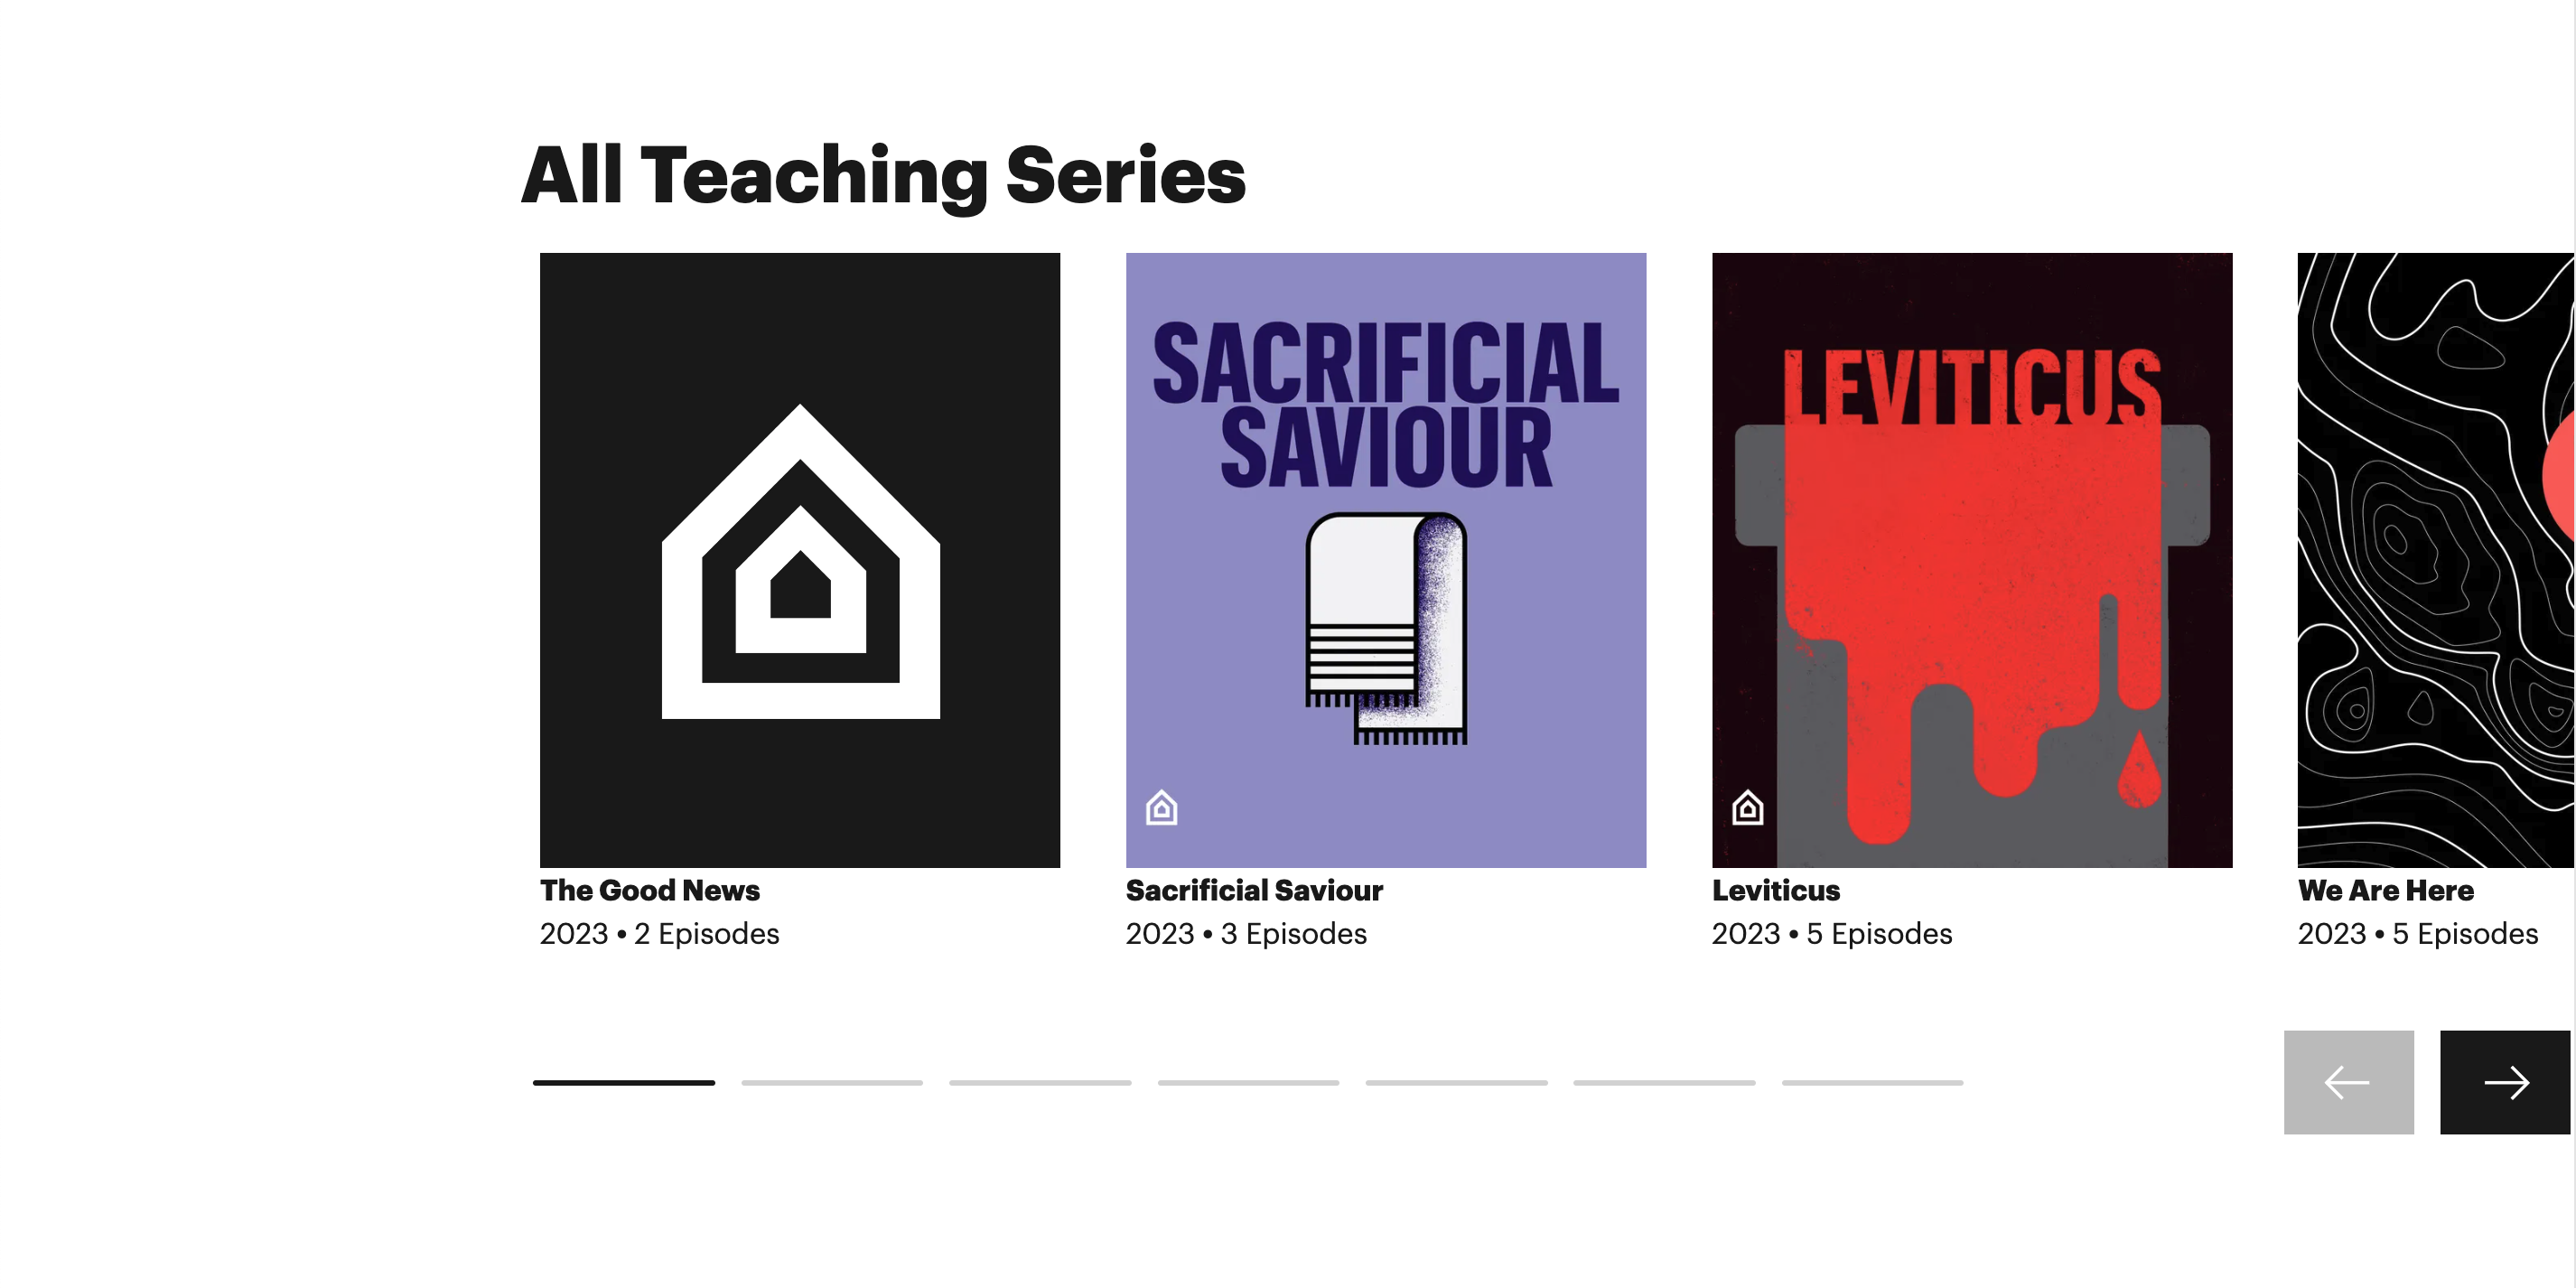 All Teaching Series
SACRIFICIAL
SAVIOUR
LEVITICUS
The Good News
2023 • 2 Episodes
Sacrificial Saviour
2023 • 3 Episodes
Leviticus
2023 • 5 Episodes
We Are Here
2023 • 5 Episodes